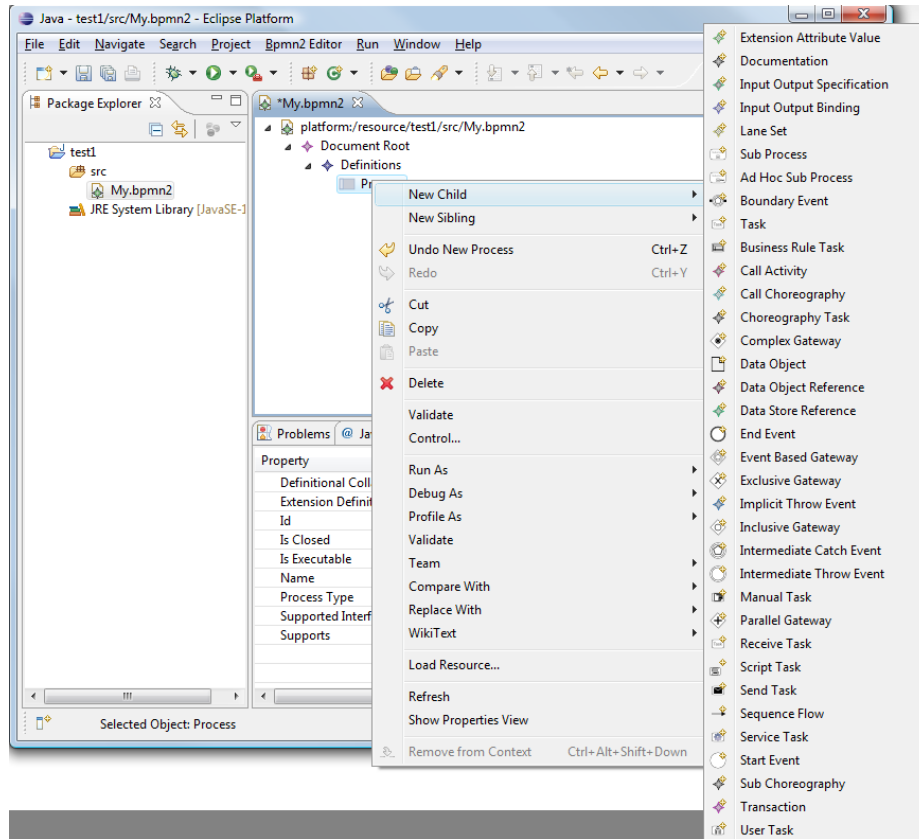 Java - test1/src/My.bpmn2 - Eclipse Platform
File Edit Navigate Search Project Bpmn2 Editor Run Window Help
Package Explorer
test1
src
My.bpmn2
JRE System Library [JavaSE-1
*My.bpmn2
platform:/resource/test1/src/My.bpmn2
Document Root
Definitions
Pr
Problems @ Ja
Property
Definitional Coll
Extension Definit
Id
Is Closed
Is Executable
Name
Process Type
Supported Interf
Supports
Selected Object: Process
New Child
New Sibling
Undo New Process Ctrl+Z
Redo Ctrl+Y
Cut
Copy
Paste
Delete
Validate
Control...
Run As
Debug As
Profile As
Validate
Team
Compare With
Replace With
WikiText
Load Resource...
Refresh
Show Properties View
Remove from Context Ctrl+Alt+Shift+Down
Extension Attribute Value
Documentation
Input Output Specification
Input Output Binding
Lane Set
Sub Process
Ad Hoc Sub Process
Boundary Event
Task
Business Rule Task
Call Activity
Call Choreography
Choreography Task
Complex Gateway
Data Object
Data Object Reference
Data Store Reference
End Event
Event Based Gateway
Exclusive Gateway
Implicit Throw Event
Inclusive Gateway
Intermediate Catch Event
Intermediate Throw Event
Manual Task
Parallel Gateway
Receive Task
Script Task
Send Task
Sequence Flow
Service Task
Start Event
Sub Choreography
Transaction
User Task